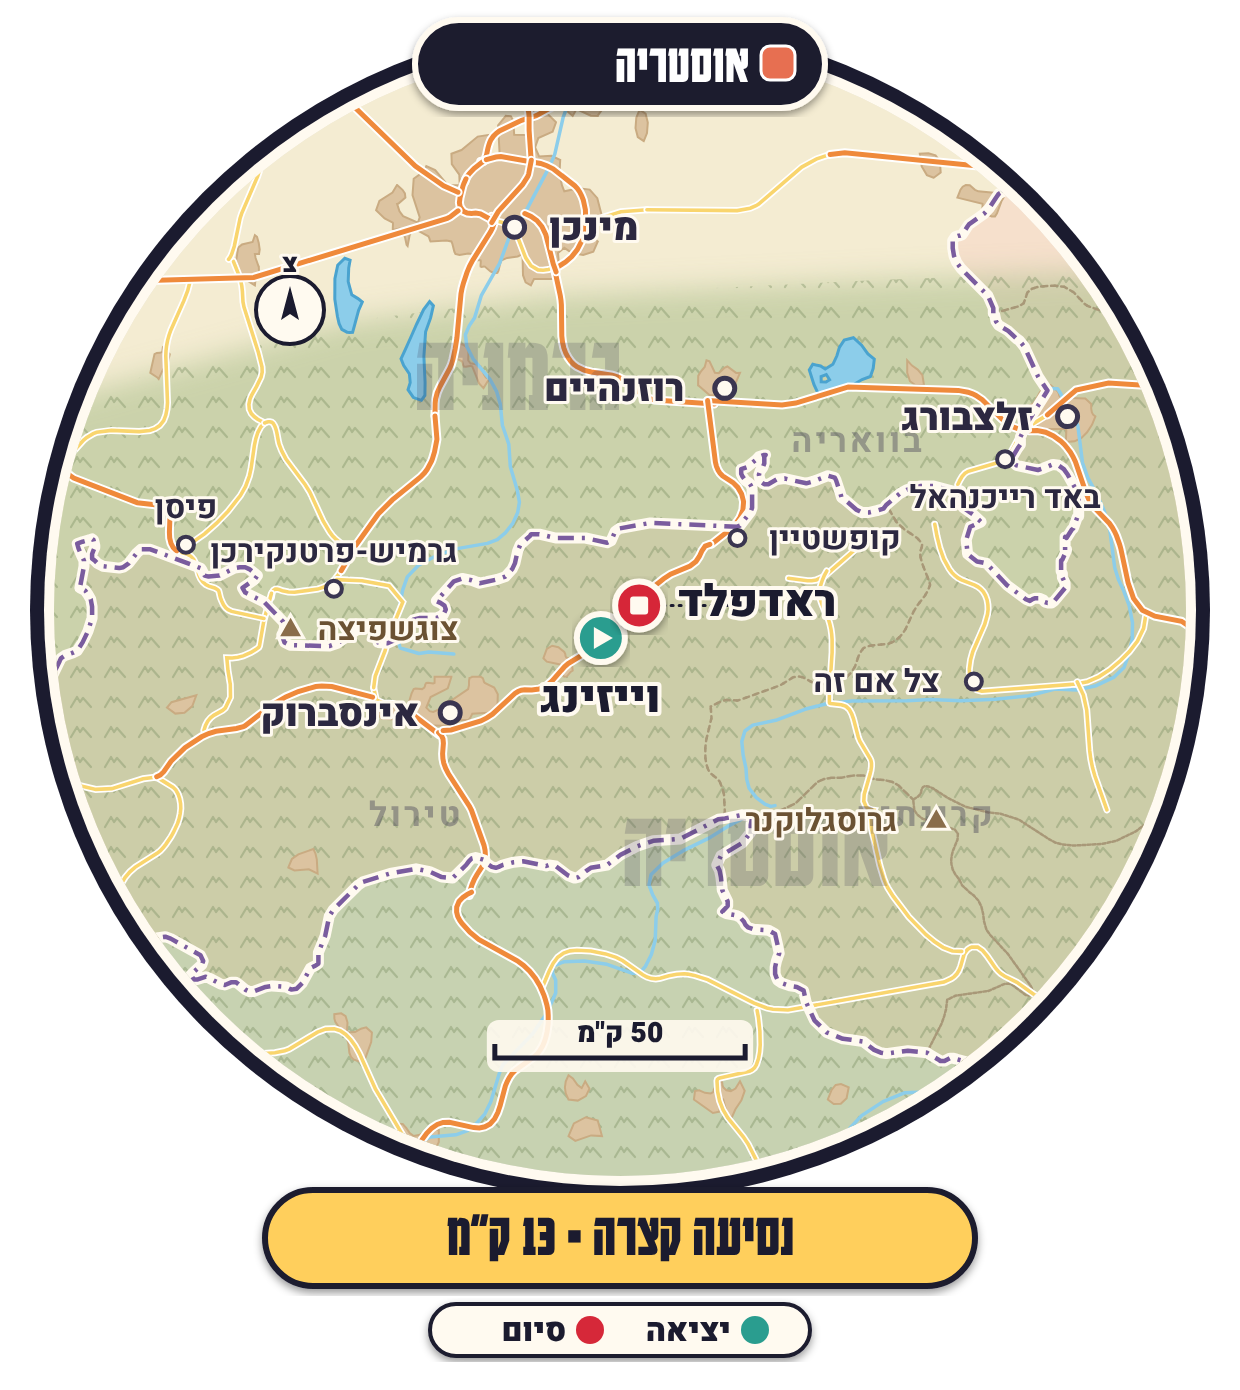 אוסטריה
מינכן
צ
גרמניה
רוזנהיים
זלצבורג
בוואריה
באד רייכנהאל
פיסן
קופשטיין
גרמיש-פרטנקירכן
ראדפלד
צוגשפיצה
צל אם זה
וייזינג
אינסברוק
טירול
גרוסגלוקנר
אוסטריה
50 ק"מ
נסיעה קצרה - 13 ק"מ
יציאה
סיום